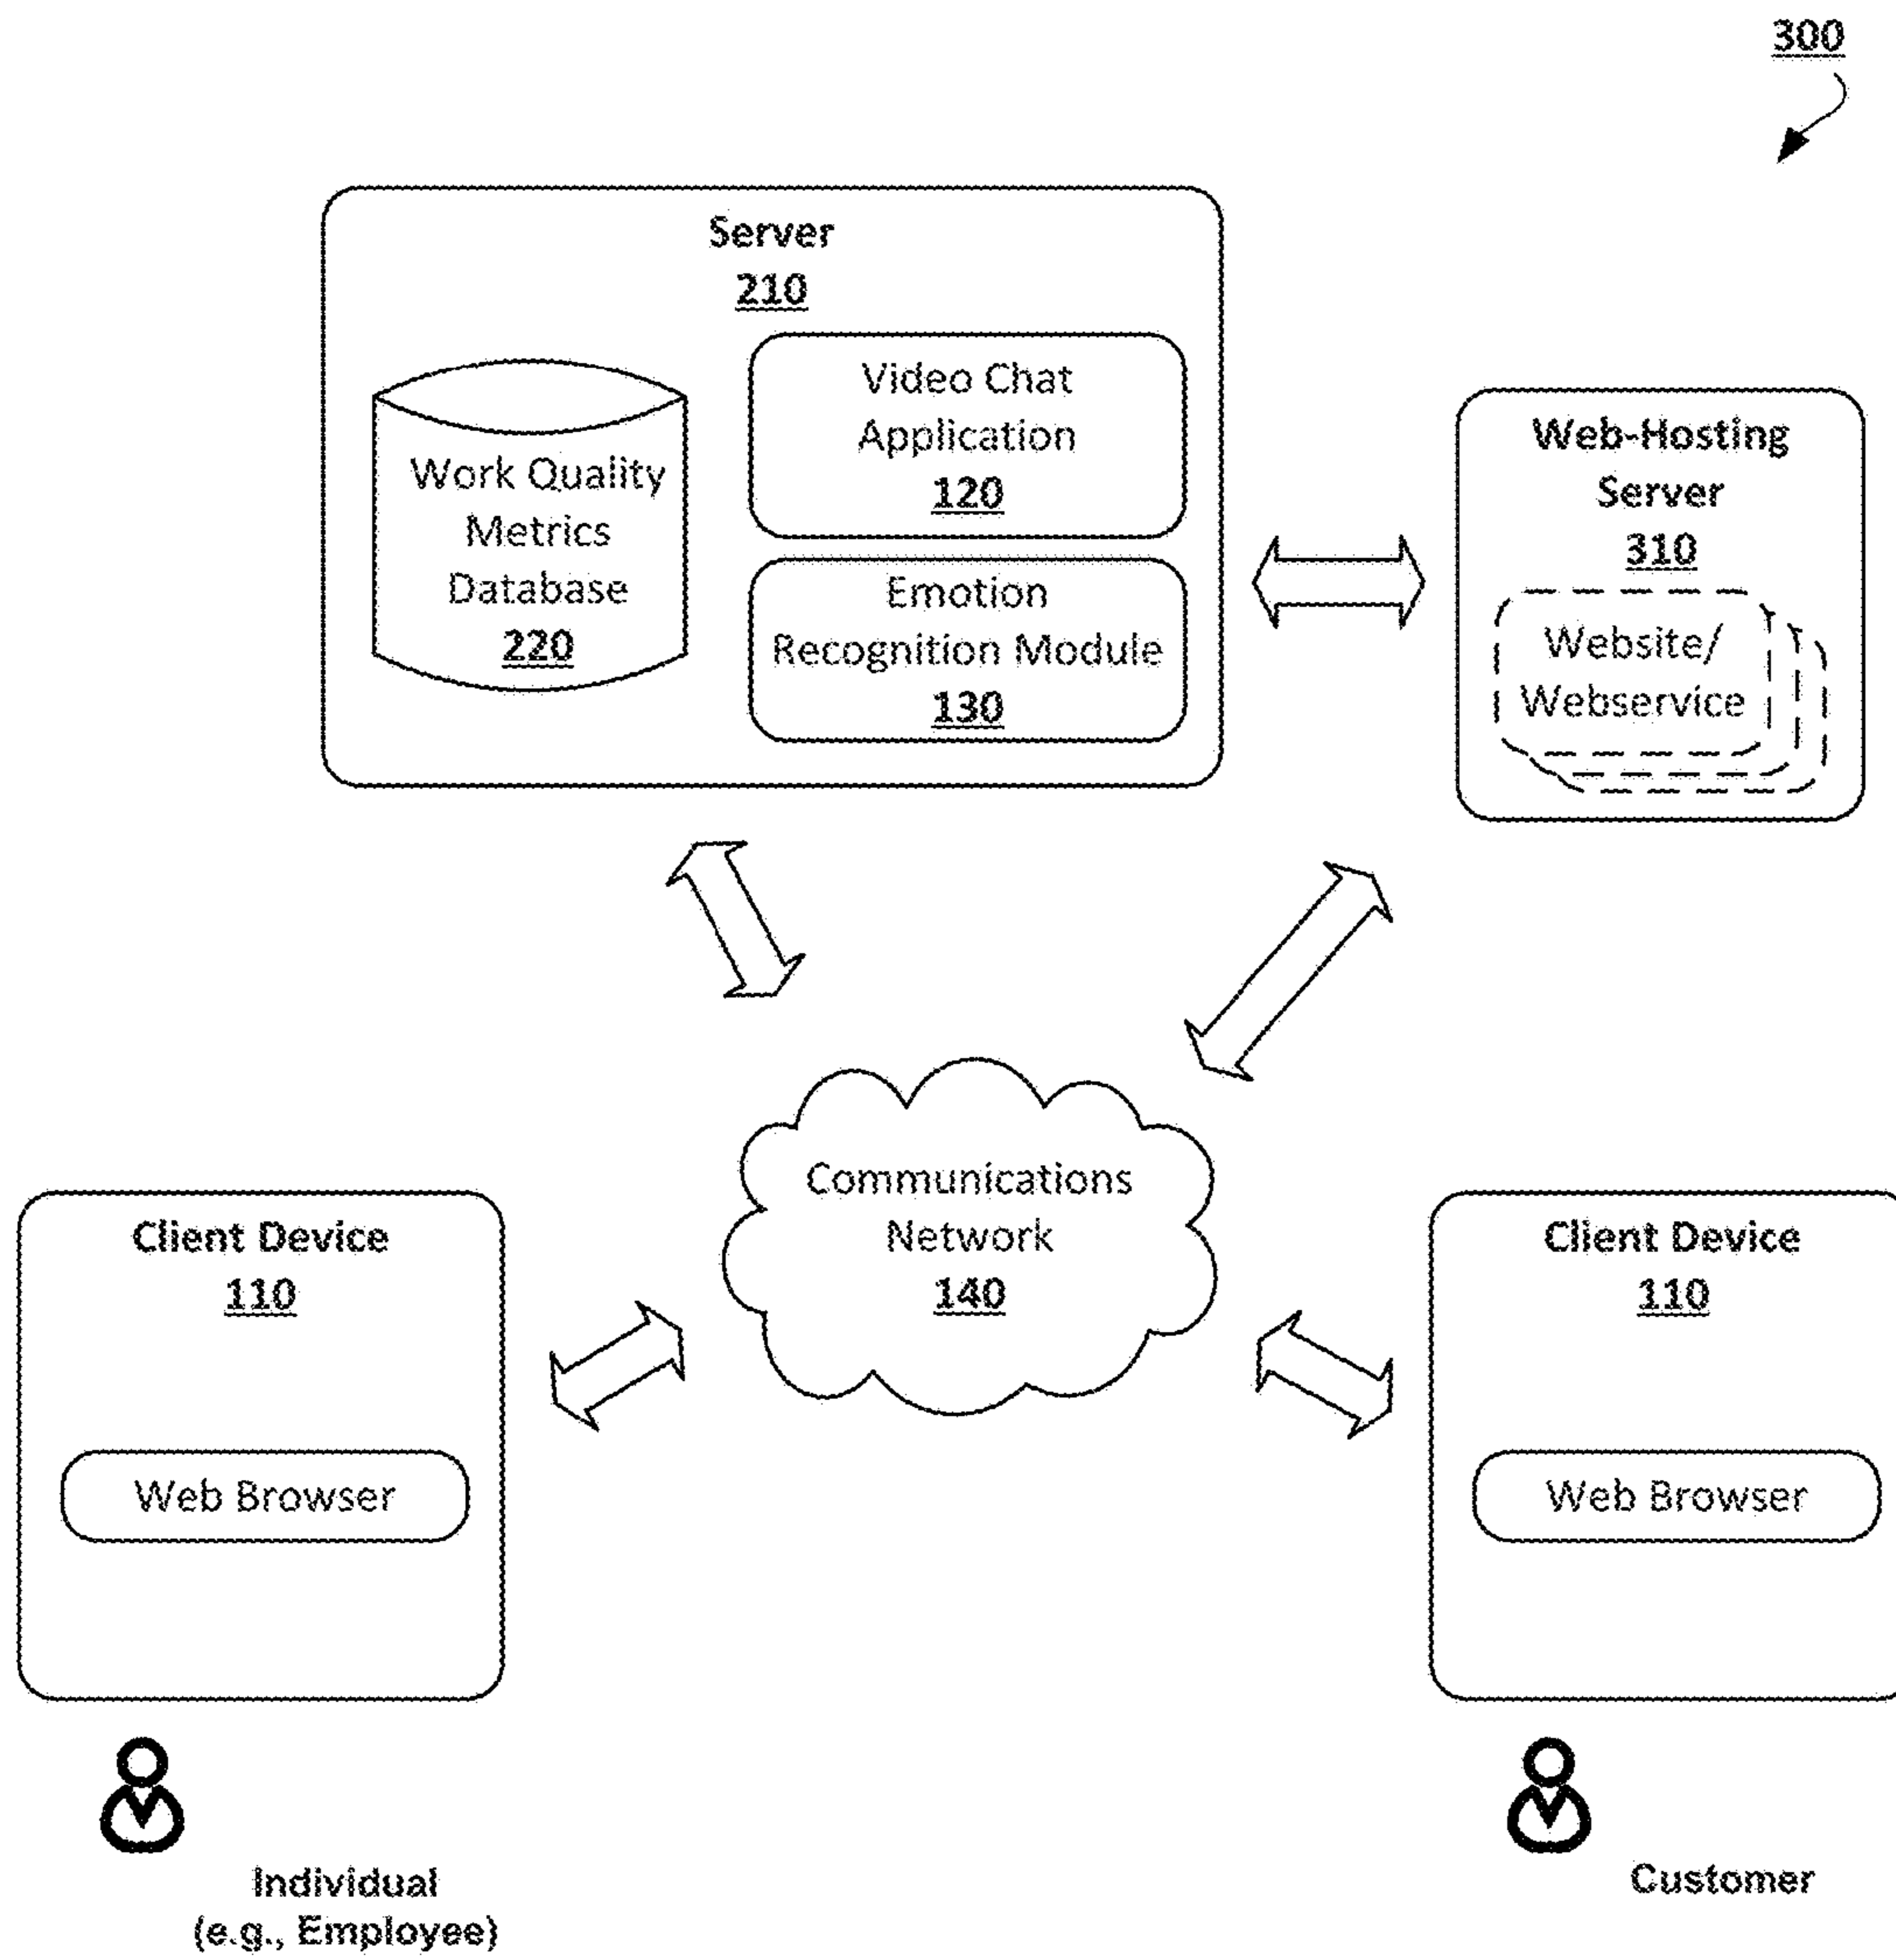 300
Server
210
Work Quality
Metrics
Database
220
Video Chat
Application
120
Emotion
Recognition Module
130
Web-Hosting
Server
310
Website/
Webservice
Communications
Network
140
Client Device
110
Web Browser
Client Device
110
Web Browser
Individual
(e.g., Employee)
Customer